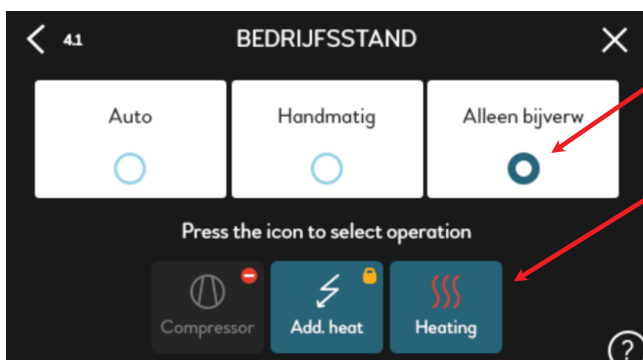 4.1 BEDRIJFSSTAND
Auto Handmatig Alleen bijverw
Press the icon to select operation
Compressor Add. heat Heating
?